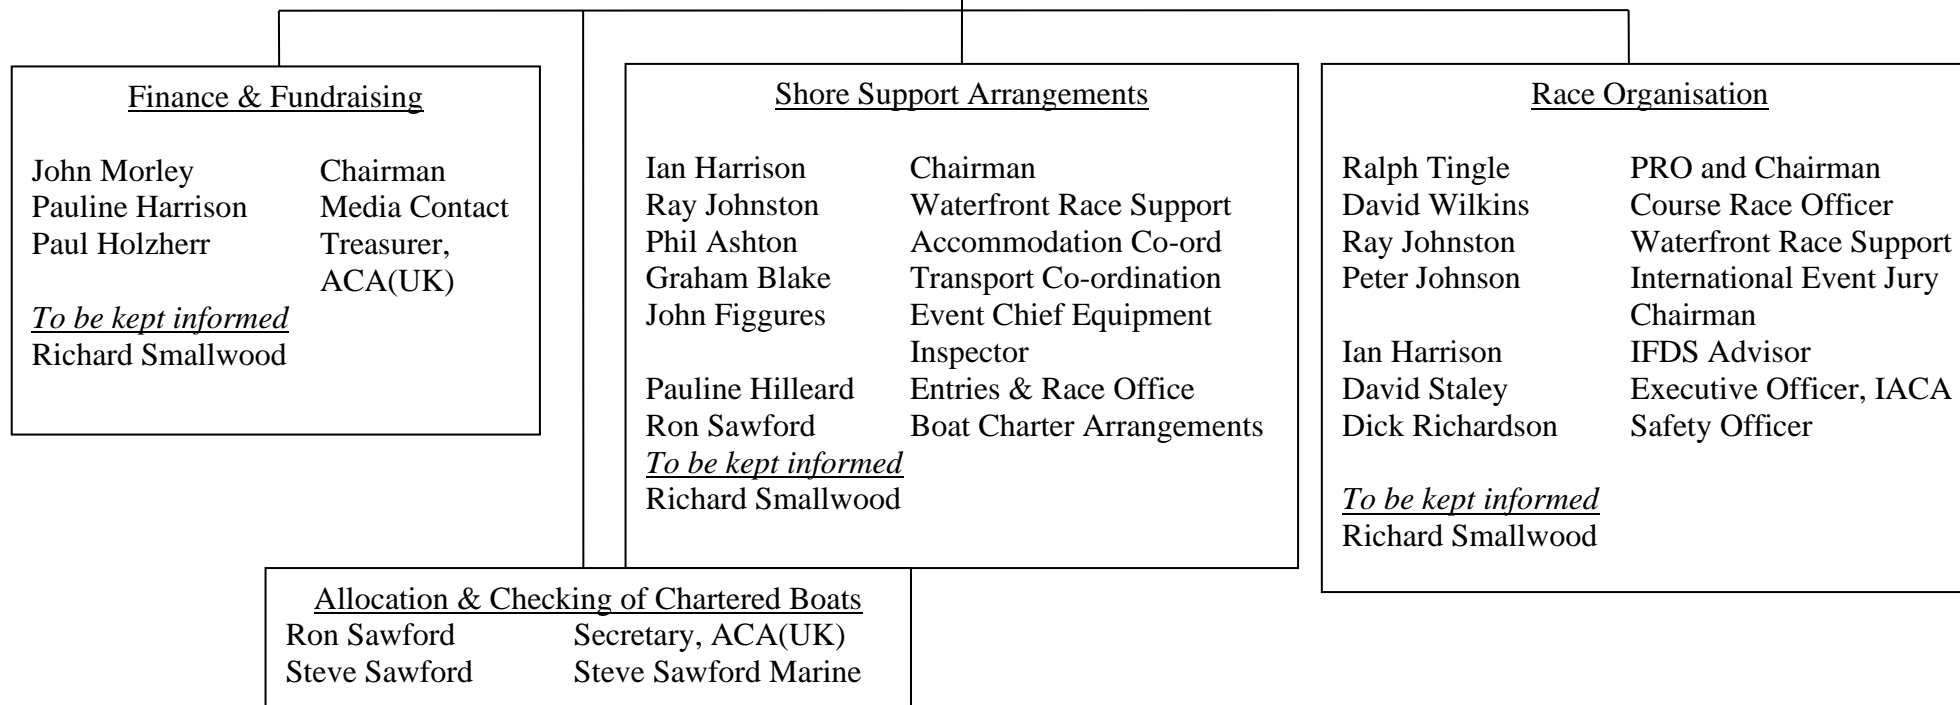 Finance & Fundraising
John Morley Chairman
Pauline Harrison Media Contact
Paul Holzherr Treasurer,
ACA(UK)
To be kept informed
Richard Smallwood
Shore Support Arrangements
Ian Harrison Chairman
Ray Johnston Waterfront Race Support
Phil Ashton Accommodation Co-ord
Graham Blake Transport Co-ordination
John Figgures Event Chief Equipment
Inspector
Pauline Hilleard Entries & Race Office
Ron Sawford Boat Charter Arrangements
To be kept informed
Richard Smallwood
Race Organisation
Ralph Tingle PRO and Chairman
David Wilkins Course Race Officer
Ray Johnston Waterfront Race Support
Peter Johnson International Event Jury
Chairman
Ian Harrison IFDS Advisor
David Staley Executive Officer, IACA
Dick Richardson Safety Officer
To be kept informed
Richard Smallwood
Allocation & Checking of Chartered Boats
Ron Sawford Secretary, ACA(UK)
Steve Sawford Steve Sawford Marine